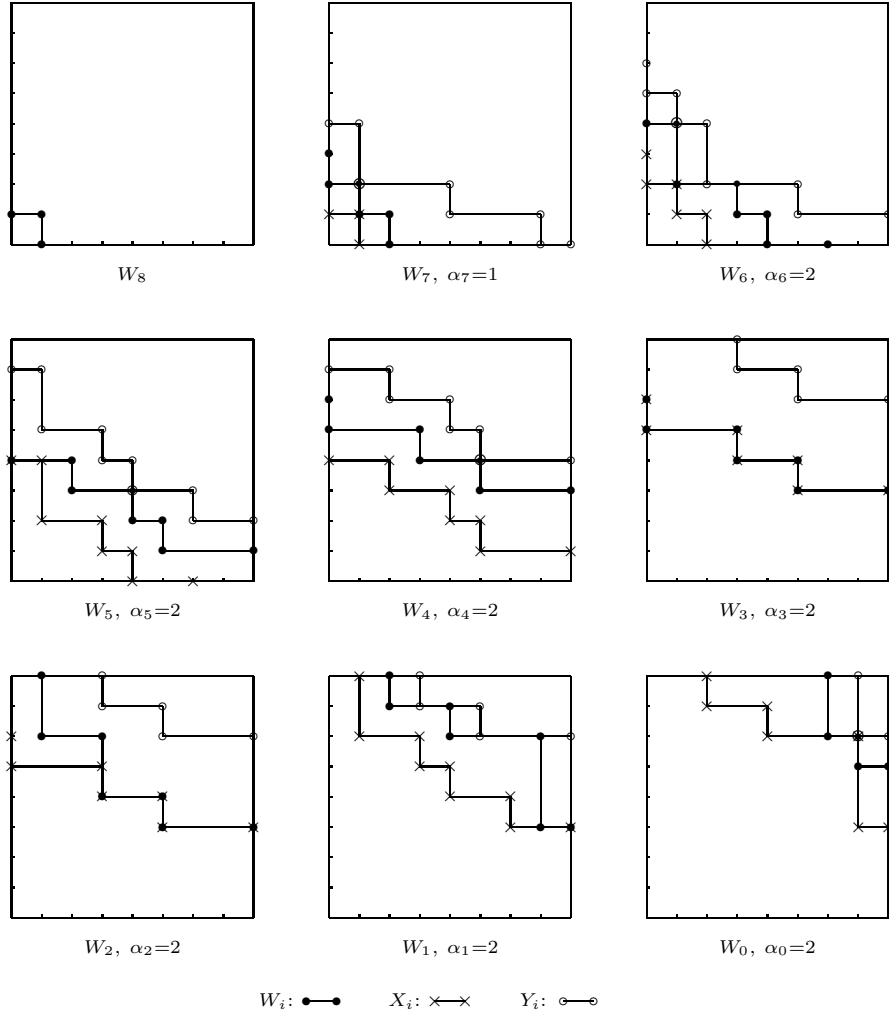 W₈
W₇, α₇=1
W₆, α₆=2
W₅, α₅=2
W₄, α₄=2
W₃, α₃=2
W₂, α₂=2
W₁, α₁=2
W₀, α₀=2
Wᵢ: Xᵢ: Yᵢ: